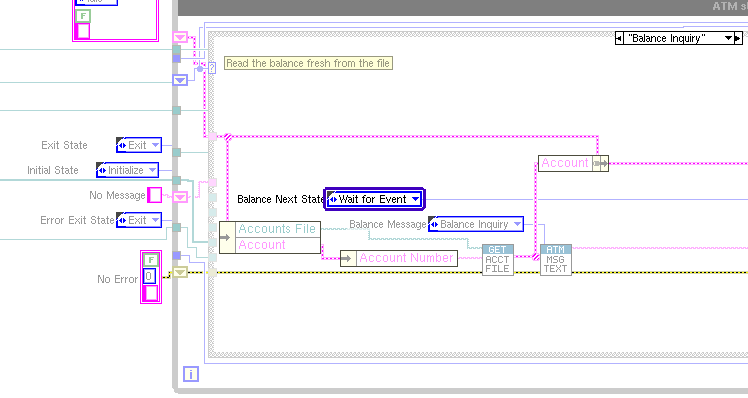 ATM s
F
"Balance Inquiry"
?
Read the balance fresh from the file
Exit State
Exit
Initial State
Initialize
Account
No Message
Balance Next State
Wait for Event
Error Exit State
Exit
Accounts File
Account
Balance Message
Balance Inquiry
Account Number
GET
ACCT
FILE
ATM
MSG
TEXT
F
No Error
0
i